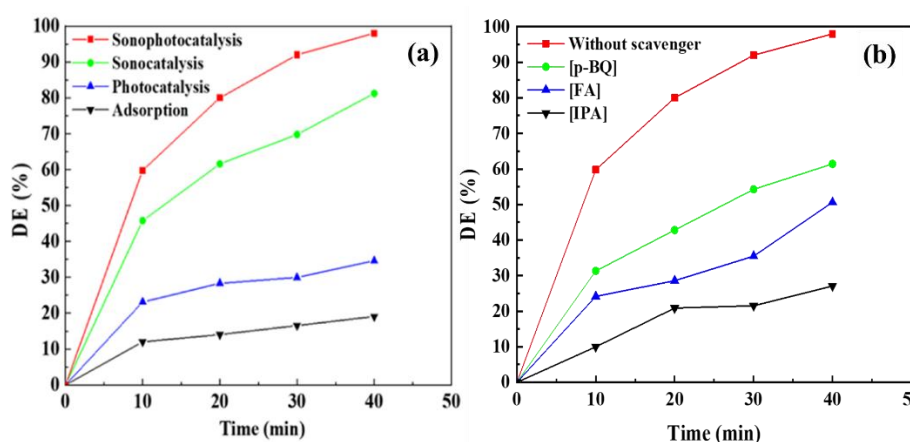 (a)
Sonophotocatalysis
Sonocatalysis
Photocatalysis
Adsorption
DE (%)
100
90
80
70
60
50
40
30
20
10
0
0 10 20 30 40 50
Time (min)
(b)
Without scavenger
[p-BQ]
[FA]
[IPA]
DE (%)
100
90
80
70
60
50
40
30
20
10
0
0 10 20 30 40 50
Time (min)